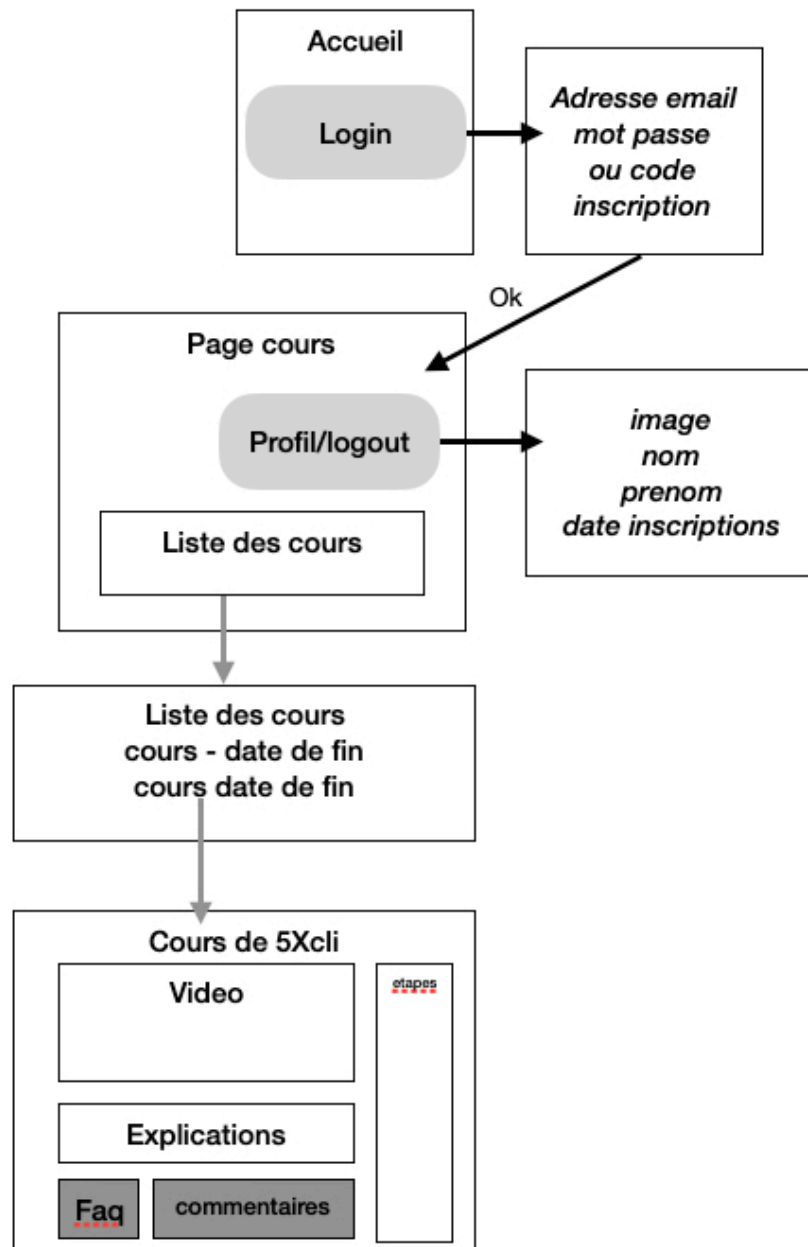 Accueil
Login
Adresse email
mot passe
ou code
inscription
Ok
Page cours
Profil/logout
image
nom
prenom
date inscriptions
Liste des cours
Liste des cours
cours - date de fin
cours date de fin
Cours de 5Xcli
Video
etapes
Explications
Faq
commentaires